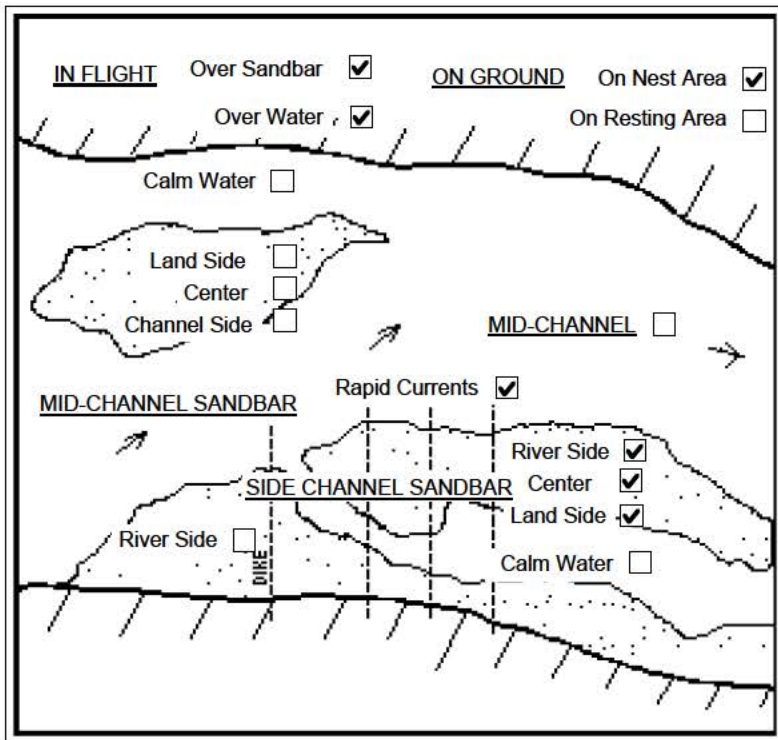 IN FLIGHT Over Sandbar ON GROUND On Nest Area
Over Water On Resting Area
Calm Water
Land Side
Center
Channel Side
MID-CHANNEL
Rapid Currents
MID-CHANNEL SANDBAR
River Side
SIDE CHANNEL SANDBAR Center
Land Side
River Side
DIKE
Calm Water